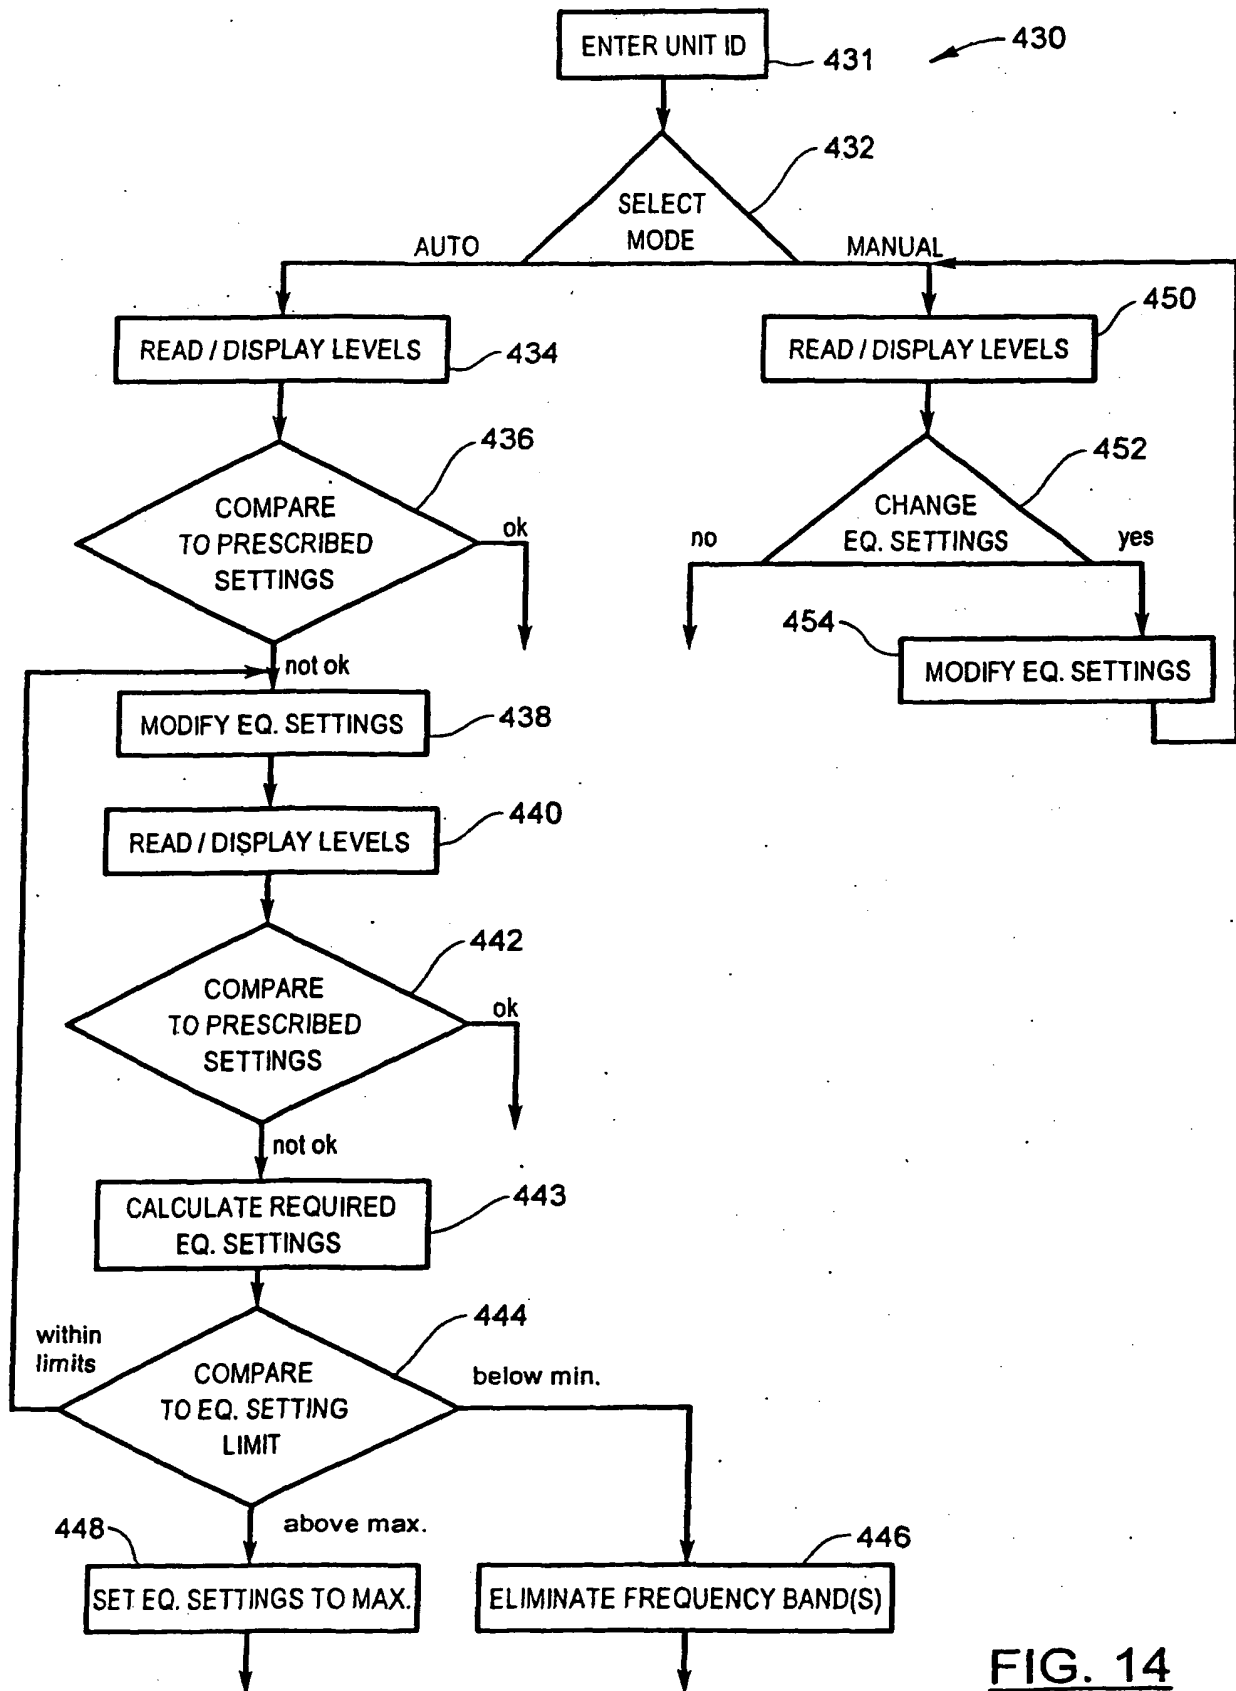 ENTER UNIT ID
431
430
432
SELECT
MODE
AUTO
MANUAL
READ / DISPLAY LEVELS
434
READ / DISPLAY LEVELS
450
436
COMPARE
TO PRESCRIBED
SETTINGS
ok
452
CHANGE
EQ. SETTINGS
no
yes
454
MODIFY EQ. SETTINGS
not ok
MODIFY EQ. SETTINGS
438
READ / DISPLAY LEVELS
440
442
COMPARE
TO PRESCRIBED
SETTINGS
ok
not ok
CALCULATE REQUIRED
EQ. SETTINGS
443
444
within
limits
COMPARE
TO EQ. SETTING
LIMIT
below min.
above max.
448
SET EQ. SETTINGS TO MAX.
446
ELIMINATE FREQUENCY BAND(S)
FIG. 14